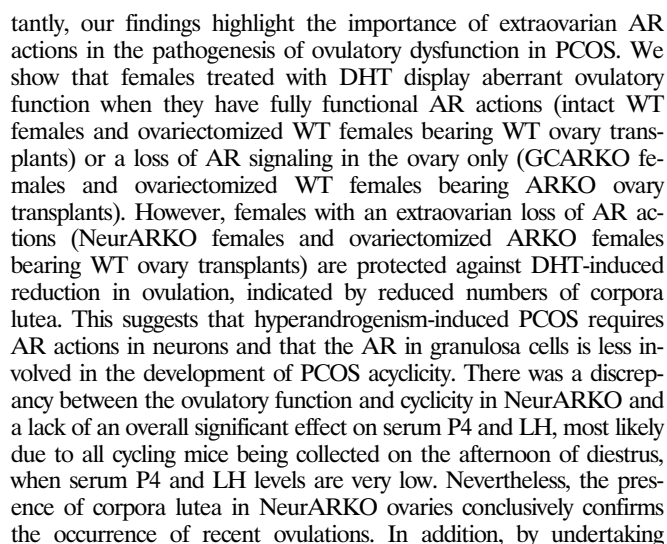 tantly, our findings highlight the importance of extraovarian AR
actions in the pathogenesis of ovulatory dysfunction in PCOS. We
show that females treated with DHT display aberrant ovulatory
function when they have fully functional AR actions (intact WT
females and ovariectomized WT females bearing WT ovary trans-
plants) or a loss of AR signaling in the ovary only (GCARKO fe-
males and ovariectomized WT females bearing ARKO ovary
transplants). However, females with an extraovarian loss of AR ac-
tions (NeurARKO females and ovariectomized ARKO females
bearing WT ovary transplants) are protected against DHT-induced
reduction in ovulation, indicated by reduced numbers of corpora
lutea. This suggests that hyperandrogenism-induced PCOS requires
AR actions in neurons and that the AR in granulosa cells is less in-
volved in the development of PCOS acyclicity. There was a discrep-
ancy between the ovulatory function and cyclicity in NeurARKO and
a lack of an overall significant effect on serum P4 and LH, most likely
due to all cycling mice being collected on the afternoon of diestrus,
when serum P4 and LH levels are very low. Nevertheless, the pres-
ence of corpora lutea in NeurARKO ovaries conclusively confirms
the occurrence of recent ovulations. In addition, by undertaking